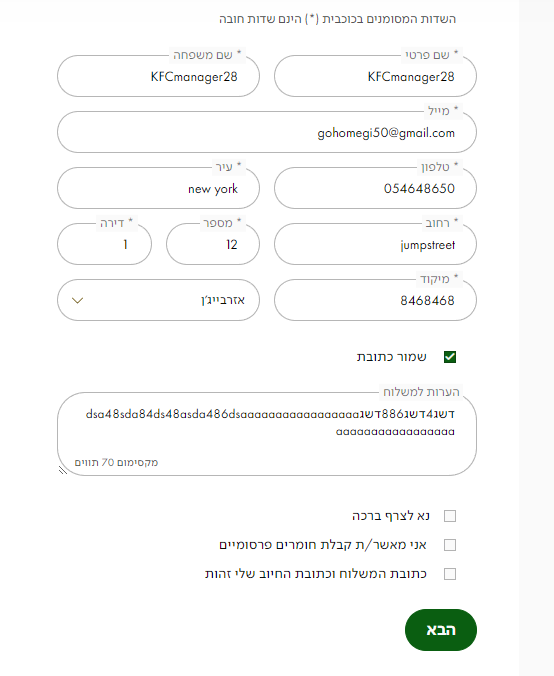 השדות המסומנים בכוכבית (*) הינם שדות חובה
* שם פרטי
KFCmanager28
* שם משפחה
KFCmanager28
* מייל
gohomegi50@gmail.com
* טלפון
054648650
* עיר
new york
* רחוב
jumpstreet
* מספר
12
* דירה
1
* מיקוד
8468468
אזרבייג'ן
שמור כתובת
הערות למשלוח
דשג4דשג886דשגdsa48sda84ds48asda486dsaaaaaaaaaaaaaaaaa
aaaaaaaaaaaaaaaaa
מקסימום 70 תווים
נא לצרף ברכה
אני מאשר/ת קבלת חומרים פרסומיים
כתובת המשלוח וכתובת החיוב שלי זהות
הבא